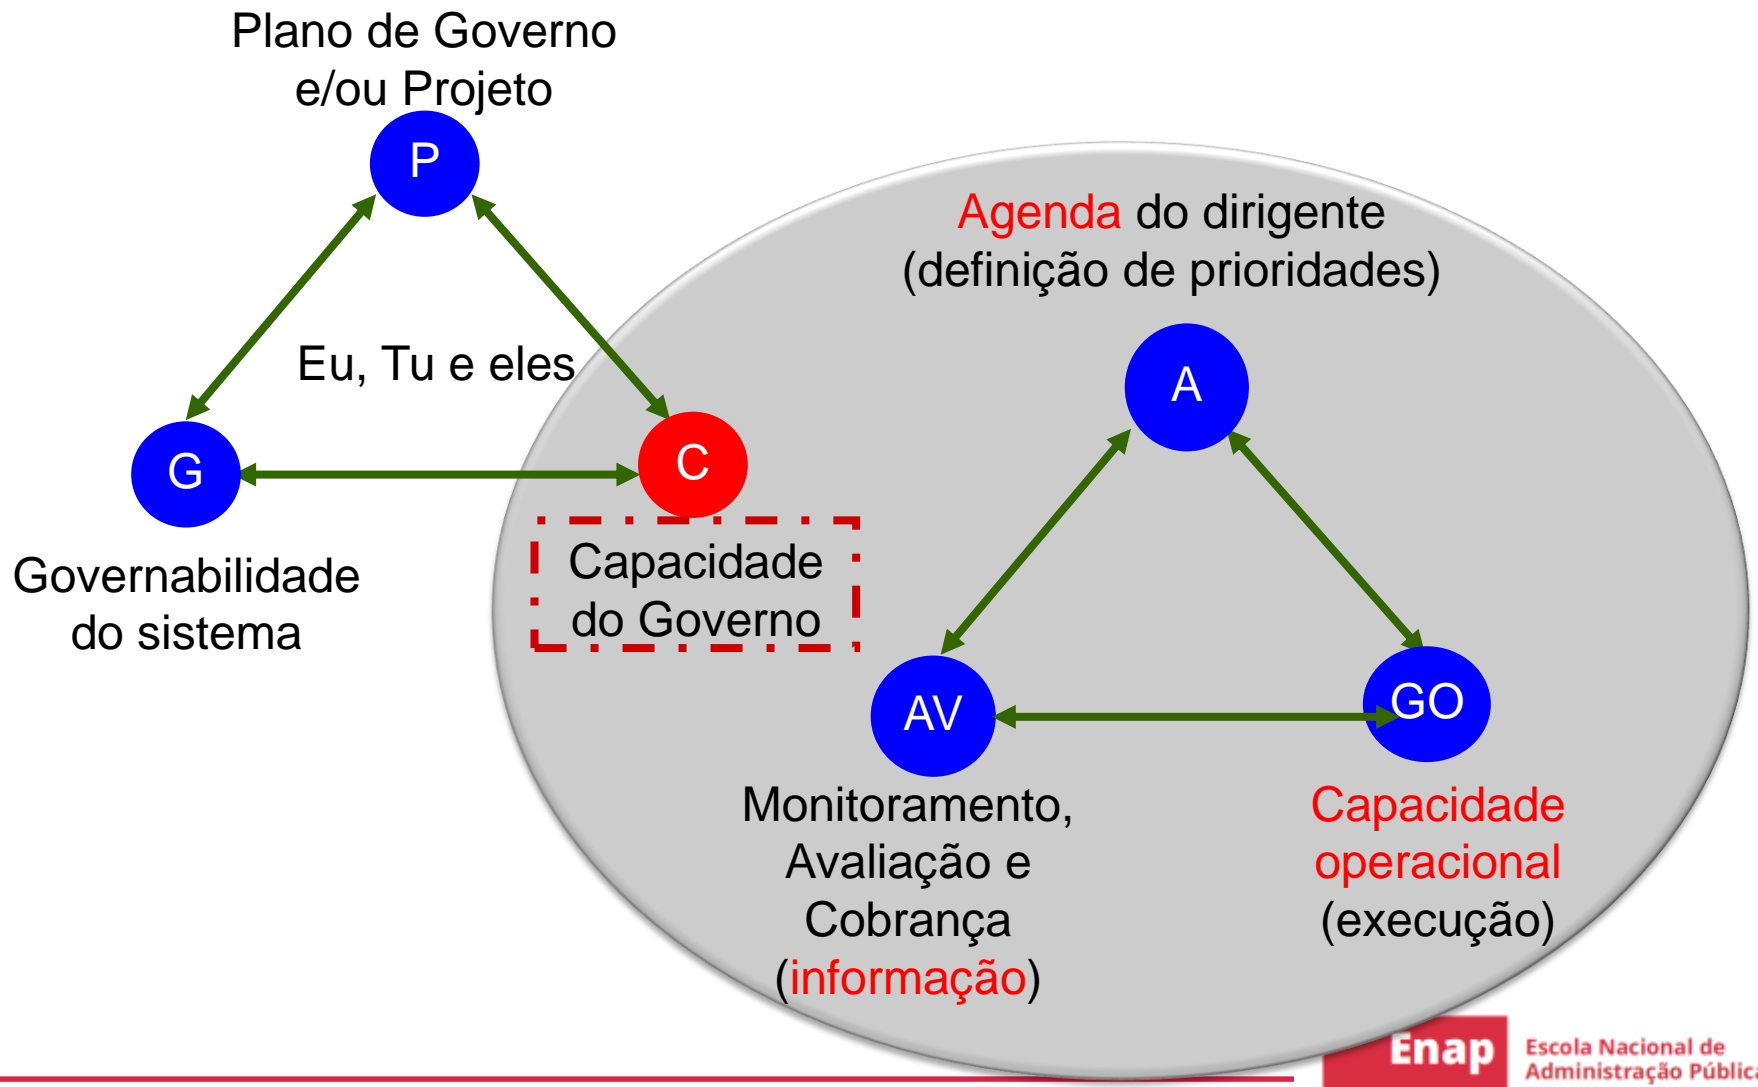 Plano de Governo
e/ou Projeto
P
Agenda do dirigente
(definição de prioridades)
Eu, Tu e eles
A
G
C
Capacidade
do Governo
Governabilidade
do sistema
AV
GO
Monitoramento,
Avaliação e
Cobrança
(informação)
Capacidade
operacional
(execução)
Enap
Escola Nacional de
Administração Pública